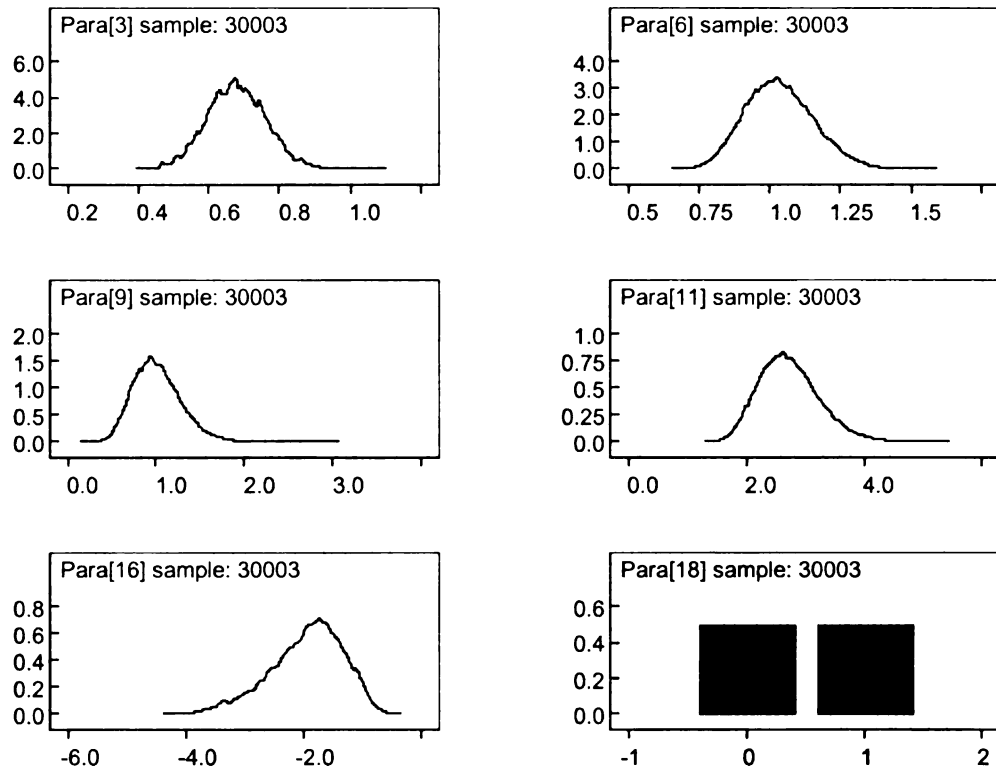 Para[3] sample: 30003
6.0
4.0
2.0
0.0
0.2 0.4 0.6 0.8 1.0
Para[6] sample: 30003
4.0
3.0
2.0
1.0
0.0
0.5 0.75 1.0 1.25 1.5
Para[9] sample: 30003
2.0
1.5
1.0
0.5
0.0
0.0 1.0 2.0 3.0
Para[11] sample: 30003
1.0
0.75
0.5
0.25
0.0
0.0 2.0 4.0
Para[16] sample: 30003
0.8
0.6
0.4
0.2
0.0
-6.0 -4.0 -2.0
Para[18] sample: 30003
0.6
0.4
0.2
0.0
-1 0 1 2